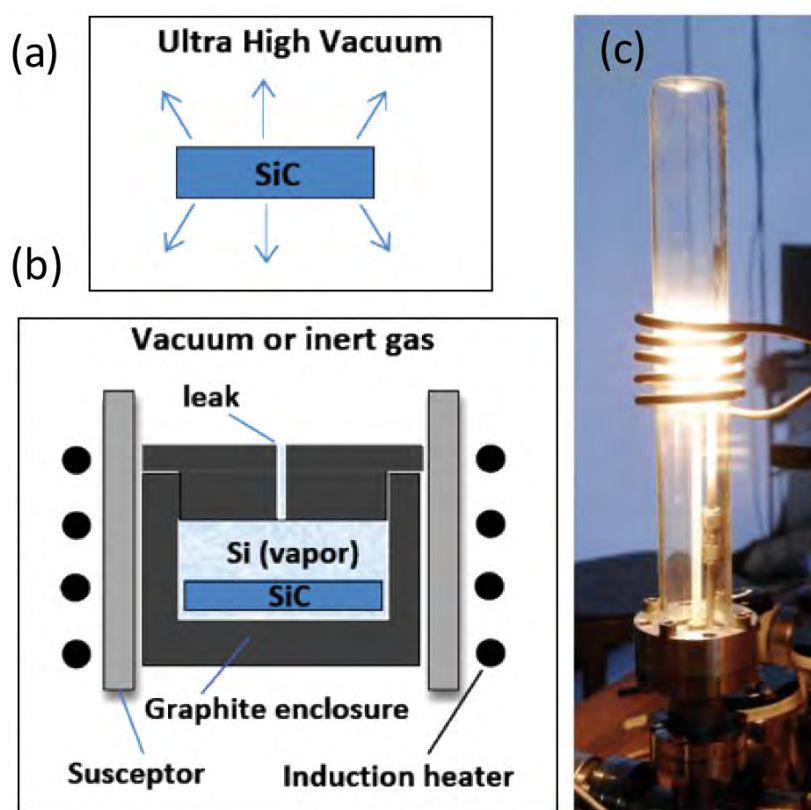 (a)
Ultra High Vacuum
SiC
(b)
Vacuum or inert gas
leak
Si (vapor)
SiC
Graphite enclosure
Susceptor
Induction heater
(c)